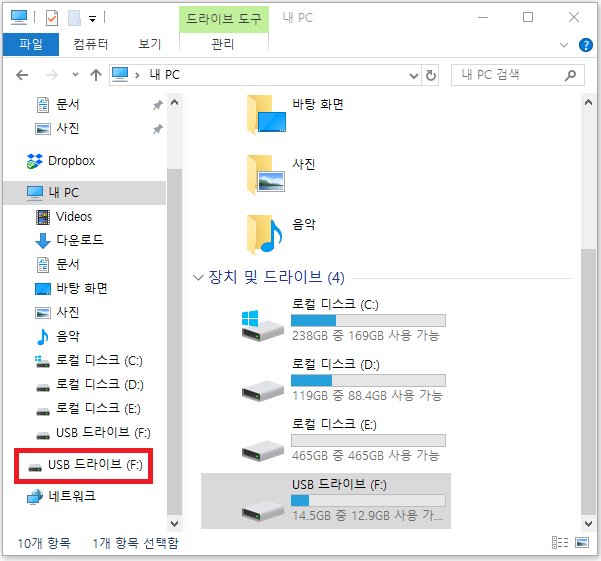 드라이브 도구
내 PC
파일
컴퓨터
보기
관리
내 PC
내 PC 검색
문서
사진
Dropbox
내 PC
Videos
다운로드
문서
바탕 화면
사진
음악
로컬 디스크 (C:)
로컬 디스크 (D:)
로컬 디스크 (E:)
USB 드라이브 (F:)
USB 드라이브 (F:)
네트워크
바탕 화면
사진
음악
장치 및 드라이브 (4)
로컬 디스크 (C:)
238GB 중 169GB 사용 가능
로컬 디스크 (D:)
119GB 중 88.4GB 사용 가능
로컬 디스크 (E:)
465GB 중 465GB 사용 가능
USB 드라이브 (F:)
14.5GB 중 12.9GB 사용 가...
10개 항목
1개 항목 선택함